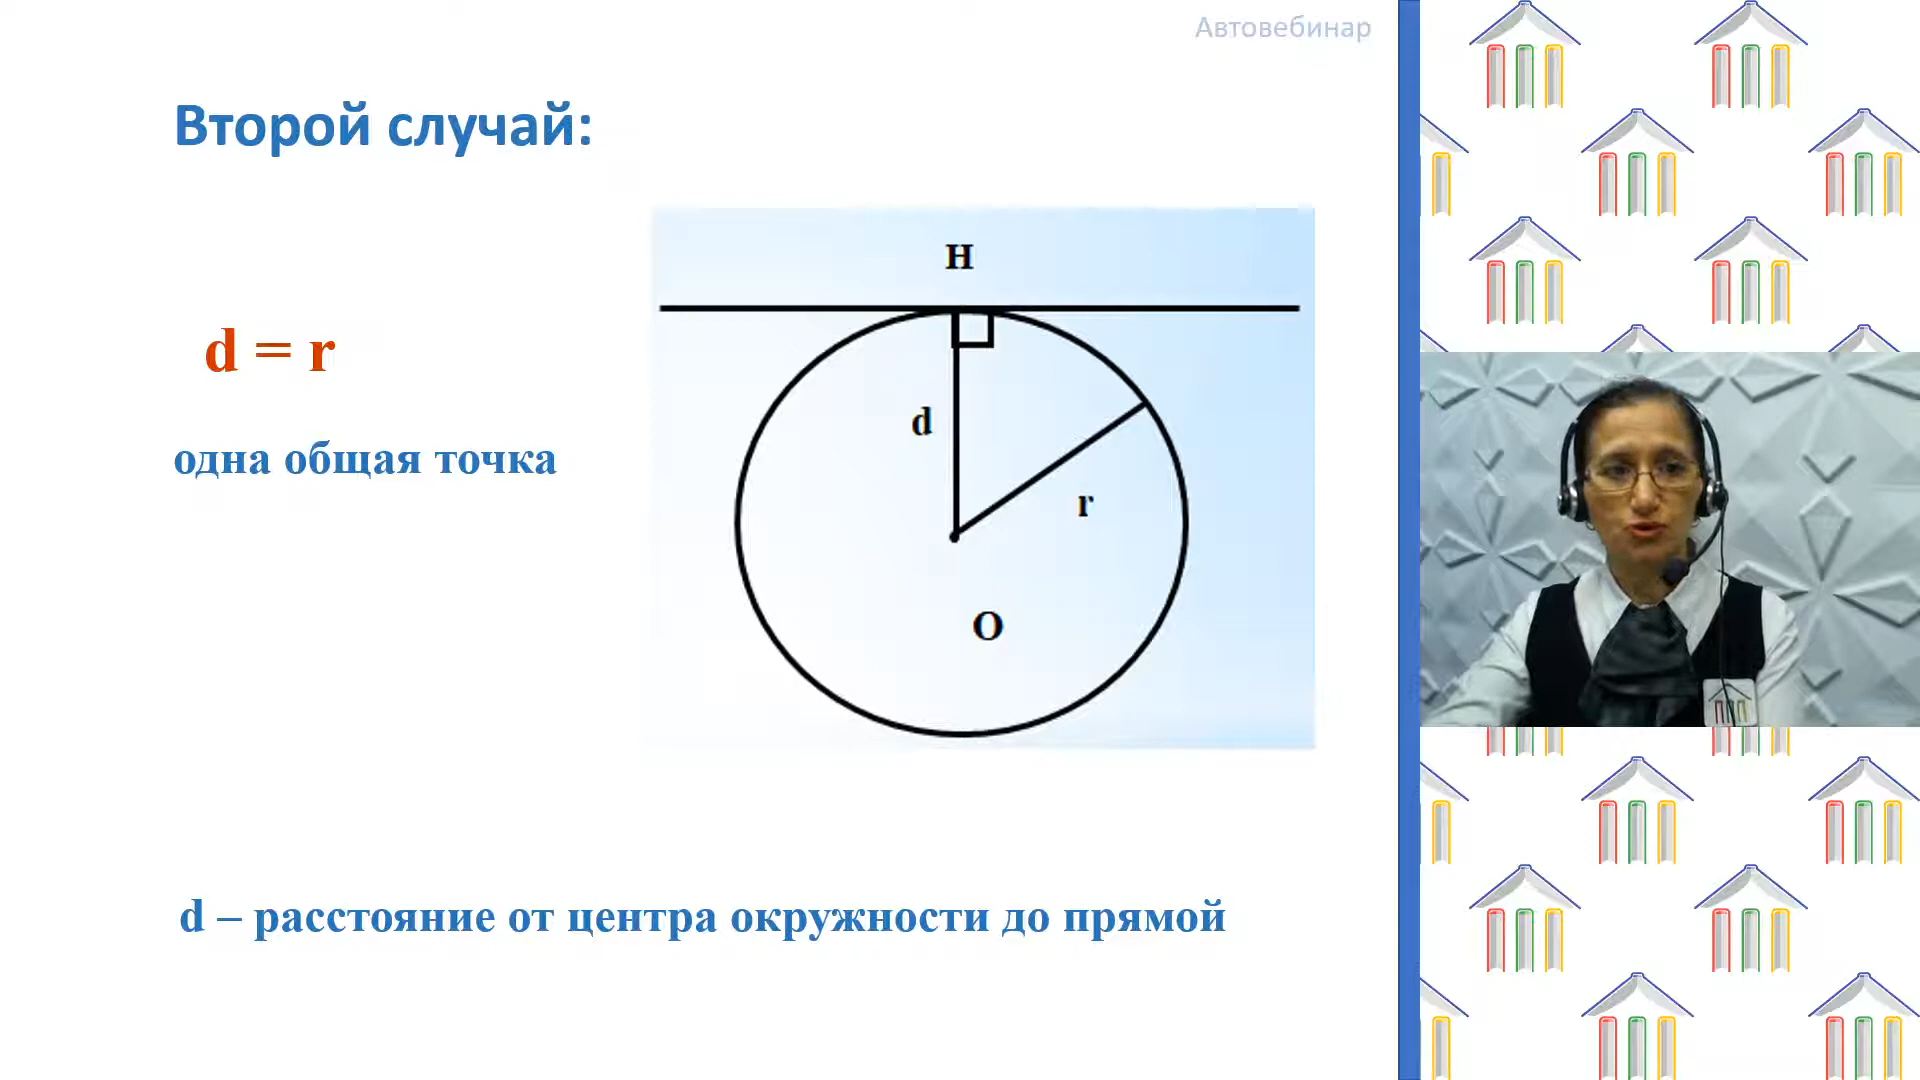 Автовебинар
Второй случай:
H
d = r
d
одна общая точка
r
O
d – расстояние от центра окружности до прямой